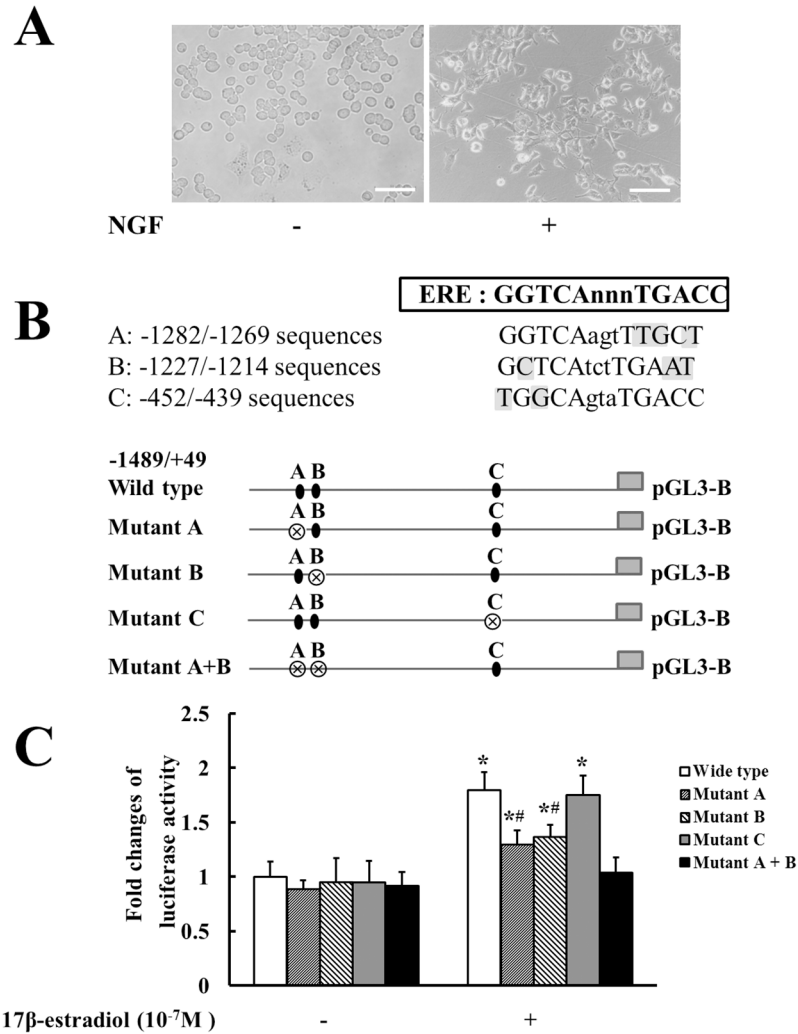 A
NGF - +
B
ERE : GGTCAnnnTGACC
A: -1282/-1269 sequences GGTCAagtTTGCT
B: -1227/-1214 sequences GCTCAtctTGAAT
C: -452/-439 sequences TGGCAgtaTGACC
-1489/+49
A B C
Wild type pGL3-B
A B C
Mutant A pGL3-B
A B C
Mutant B pGL3-B
A B C
Mutant C pGL3-B
A B C
Mutant A+B pGL3-B
C
Fold changes of
luciferase activity
2.5
2
1.5
1
0.5
0
* *# *# *
Wide type
Mutant A
Mutant B
Mutant C
Mutant A + B
17β-estradiol (10-7M ) - +